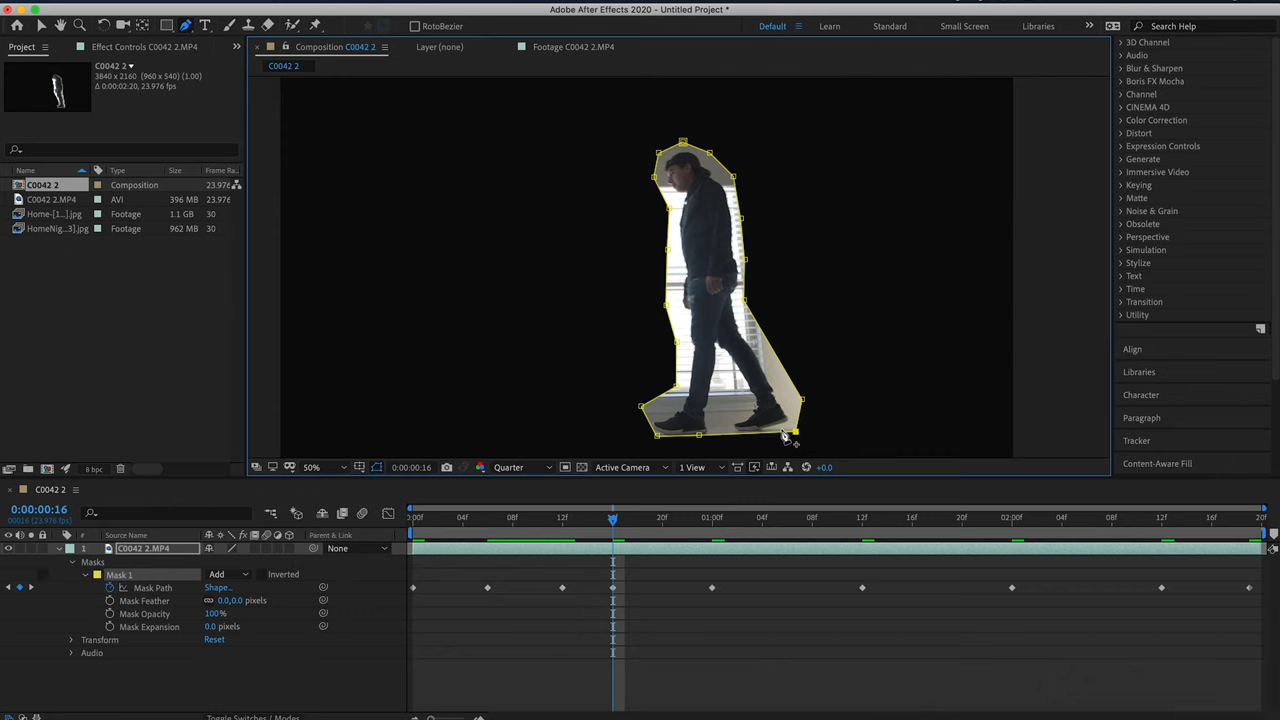 Adobe After Effects 2020 - Untitled Project *
RotoBezier
Default
Learn
Standard
Small Screen
Libraries
Search Help
Project
Effect Controls C0042 2.MP4
Composition C0042 2
Layer (none)
Footage C0042 2.MP4
C0042 2
C0042 2
3840 x 2160 (960 x 540) (1.00)
Δ 0:00:02:20, 23.976 fps
Name
Type
Size
Frame Ra...
C0042 2
Composition
23.976
C0042 2.MP4
AVI
396 MB
23.976
Home-[1...].jpg
Footage
1.1 GB
30
HomeNig...3].jpg
Footage
962 MB
30
3D Channel
Audio
Blur & Sharpen
Boris FX Mocha
Channel
CINEMA 4D
Color Correction
Distort
Expression Controls
Generate
Immersive Video
Keying
Matte
Noise & Grain
Obsolete
Perspective
Simulation
Stylize
Text
Time
Transition
Utility
Align
Libraries
Character
Paragraph
Tracker
Content-Aware Fill
8 bpc
50%
0:00:00:16
Quarter
Active Camera
1 View
+0.0
C0042 2
0:00:00:16
00016 (23.976 fps)
#
Source Name
Parent & Link
:00f
04f
08f
12f
20f
01:00f
04f
08f
12f
16f
20f
02:00f
04f
08f
12f
16f
20f
1
C0042 2.MP4
None
Masks
Mask 1
Add
Inverted
Mask Path
Shape...
Mask Feather
0.0,0.0 pixels
Mask Opacity
100%
Mask Expansion
0.0 pixels
Transform
Reset
Audio
Toggle Switches / Modes